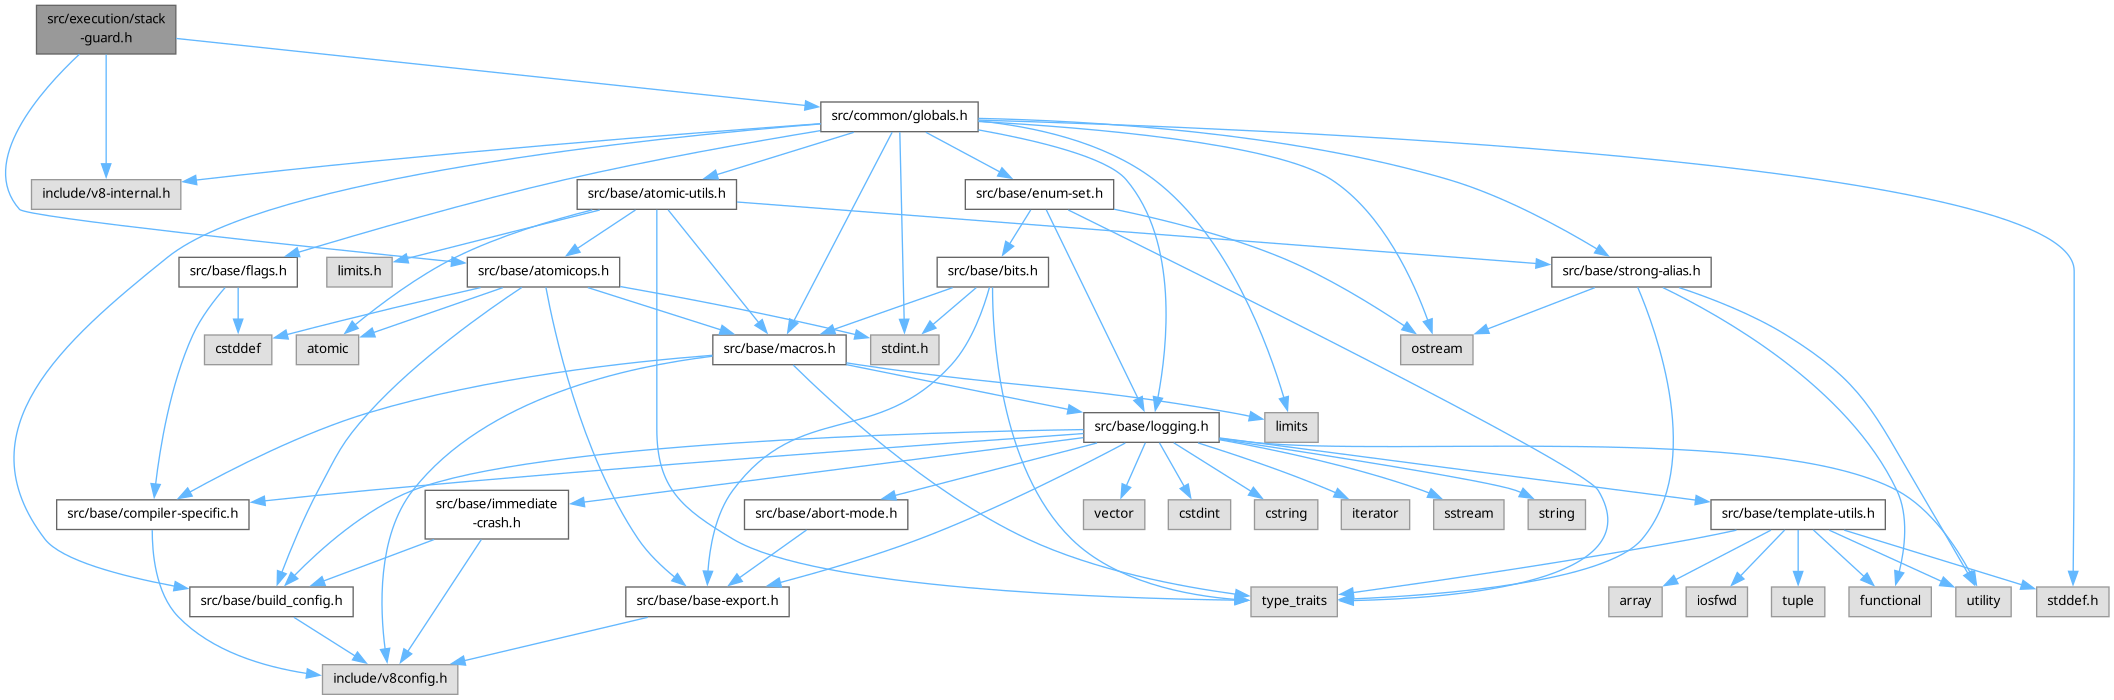 src/execution/stack
-guard.h
src/common/globals.h
include/v8-internal.h
src/base/atomic-utils.h
src/base/enum-set.h
src/base/flags.h
limits.h
src/base/atomicops.h
src/base/bits.h
src/base/strong-alias.h
cstddef
atomic
src/base/macros.h
stdint.h
ostream
src/base/logging.h
limits
src/base/compiler-specific.h
src/base/immediate
-crash.h
src/base/abort-mode.h
vector
cstdint
cstring
iterator
sstream
string
src/base/template-utils.h
src/base/build_config.h
src/base/base-export.h
type_traits
array
iosfwd
tuple
functional
utility
stddef.h
include/v8config.h